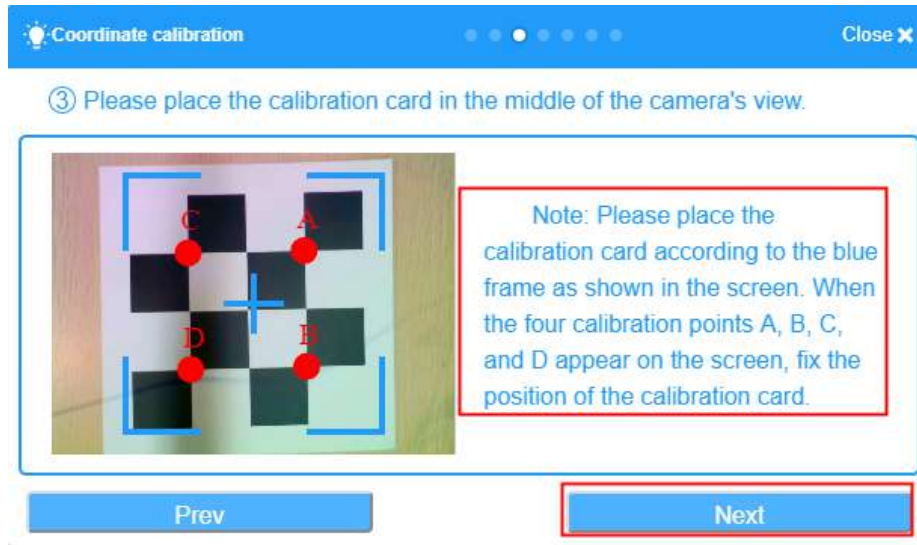 Coordinate calibration
Close ✕
③ Please place the calibration card in the middle of the camera's view.
C
A
D
B
Note: Please place the
calibration card according to the blue
frame as shown in the screen. When
the four calibration points A, B, C,
and D appear on the screen, fix the
position of the calibration card.
Prev
Next